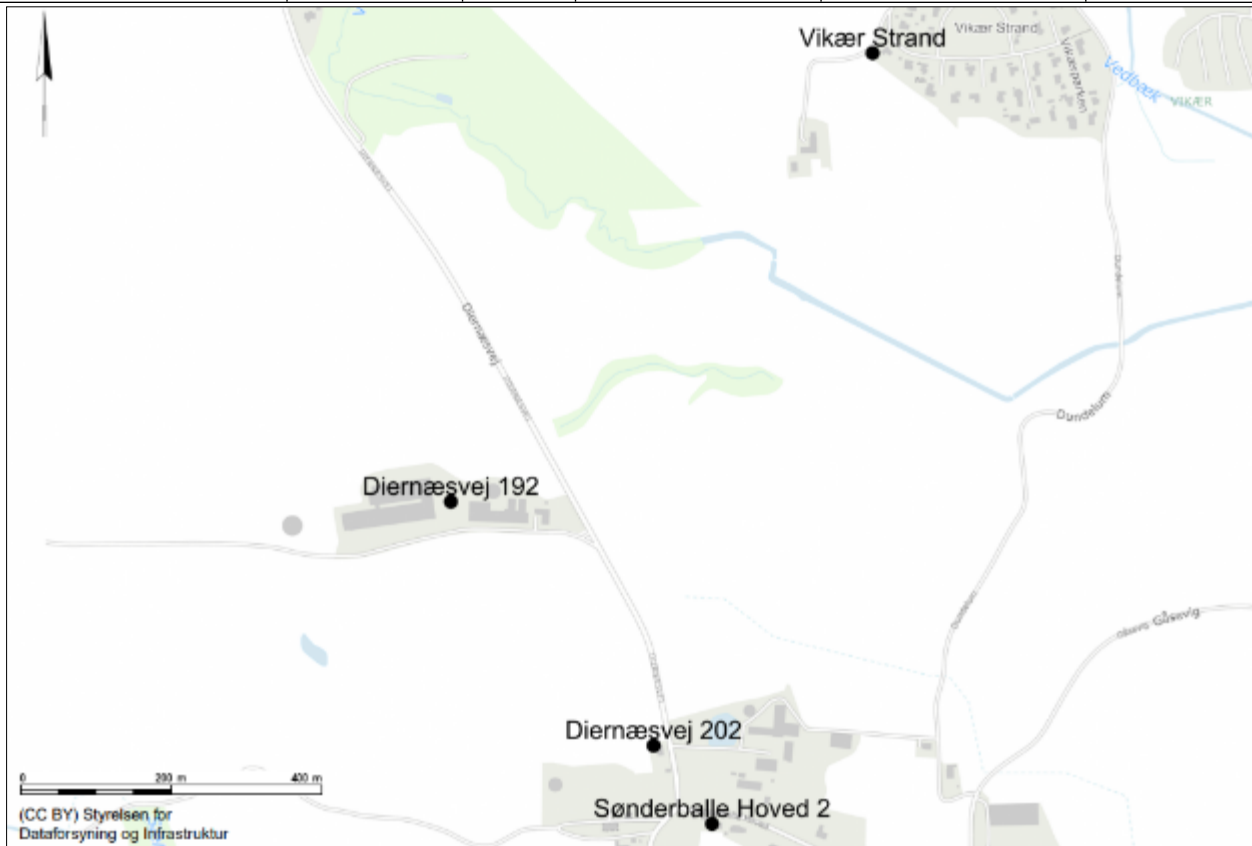 Vikær Strand
Vikær Strand
Vikærparken
Vedbæk
VIKÆR
Diernæsvej
Dundelum
Diernæsvej 192
Dundelum
Gåsevig
Diernæsvej 202
Sønderballe Hoved 2
0 200 m 400 m
(CC BY) Styrelsen for
Dataforsyning og Infrastruktur